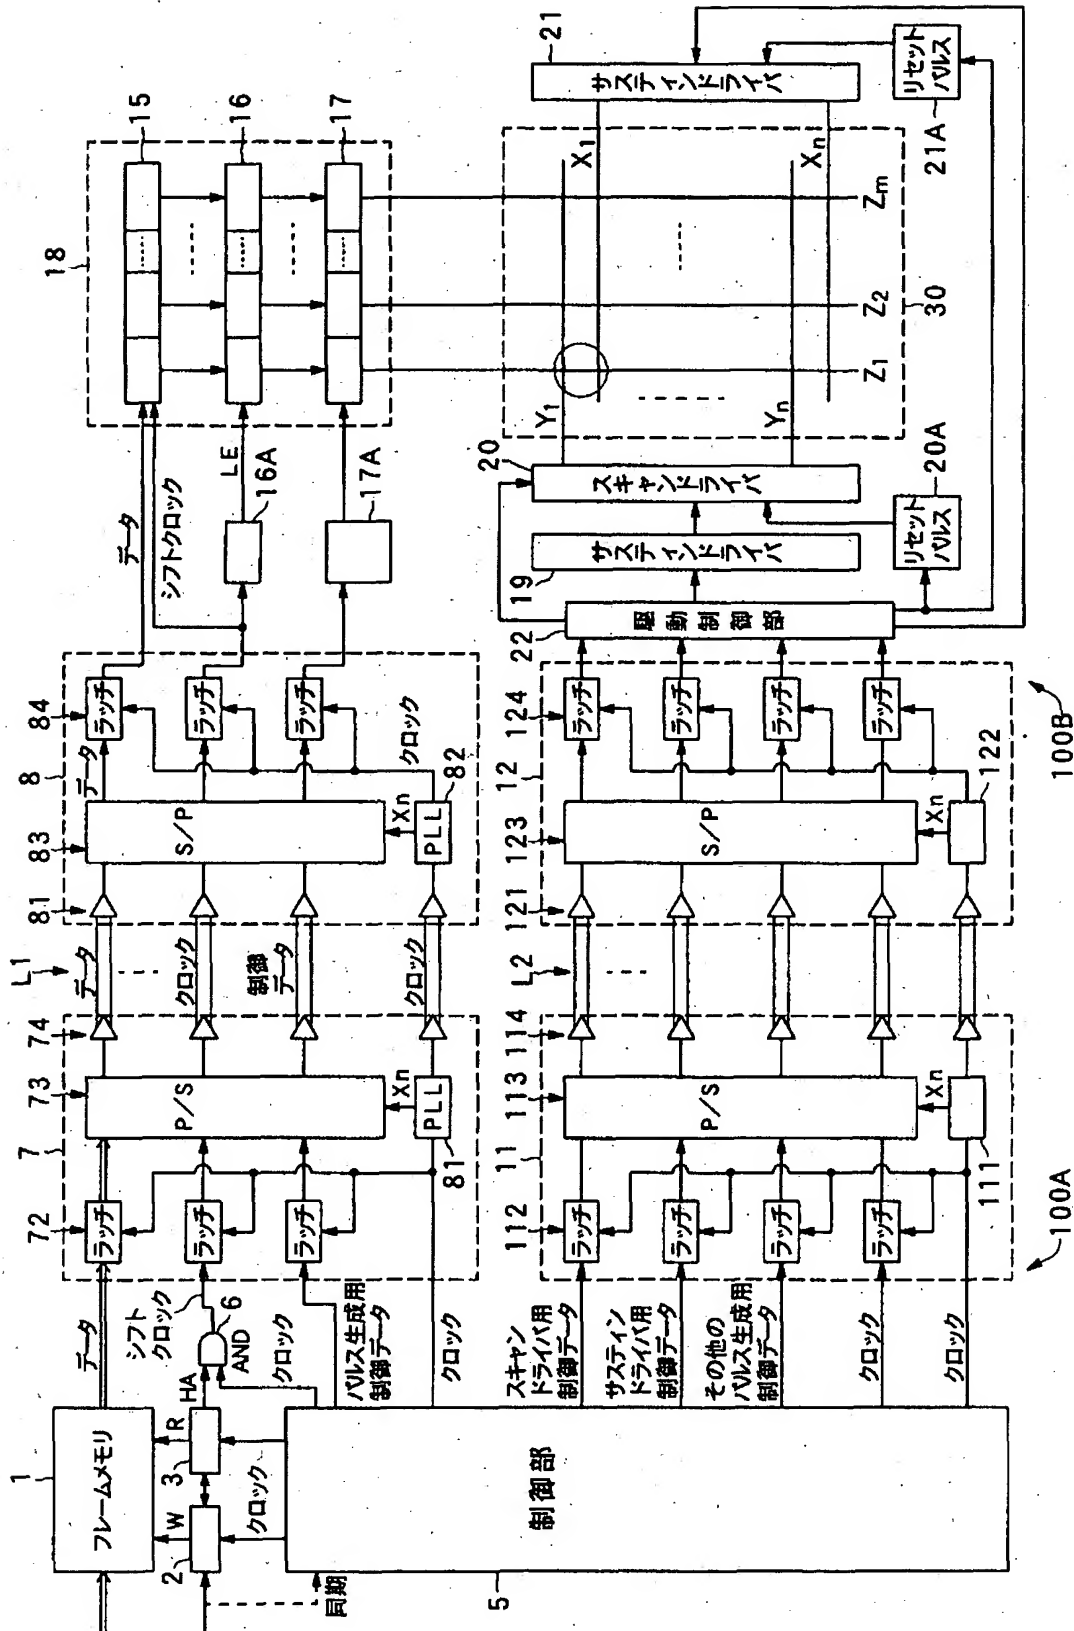 1
フレームメモリ
W
R
2
3
HA
クロック
同期
5
制御部
データ
シフト
クロック
6
AND
クロック
パルス生成用
制御データ
クロック
スキャン
ドライバ用
制御データ
サスティン
ドライバ用
制御データ
その他の
パルス生成用
制御データ
クロック
クロック
7
72
ラッチ
ラッチ
ラッチ
73
P/S
Xn
PLL
81
74
L1
データ
クロック
制御
データ
クロック
8
81
83
S/P
Xn
PLL
82
84
データ
ラッチ
ラッチ
ラッチ
クロック
11
112
ラッチ
ラッチ
ラッチ
ラッチ
113
P/S
Xn
111
114
100A
L2
12
121
123
S/P
Xn
122
124
ラッチ
ラッチ
ラッチ
ラッチ
100B
データ
シフトクロック
LE
16A
17A
18
15
16
17
22
駆動制御部
19
サスティンドライバ
20
スキャンドライバ
リセット
パルス
20A
Y1
Yn
X1
Xn
Z1
Z2
Zm
30
21
サスティンドライバ
リセット
パルス
21A